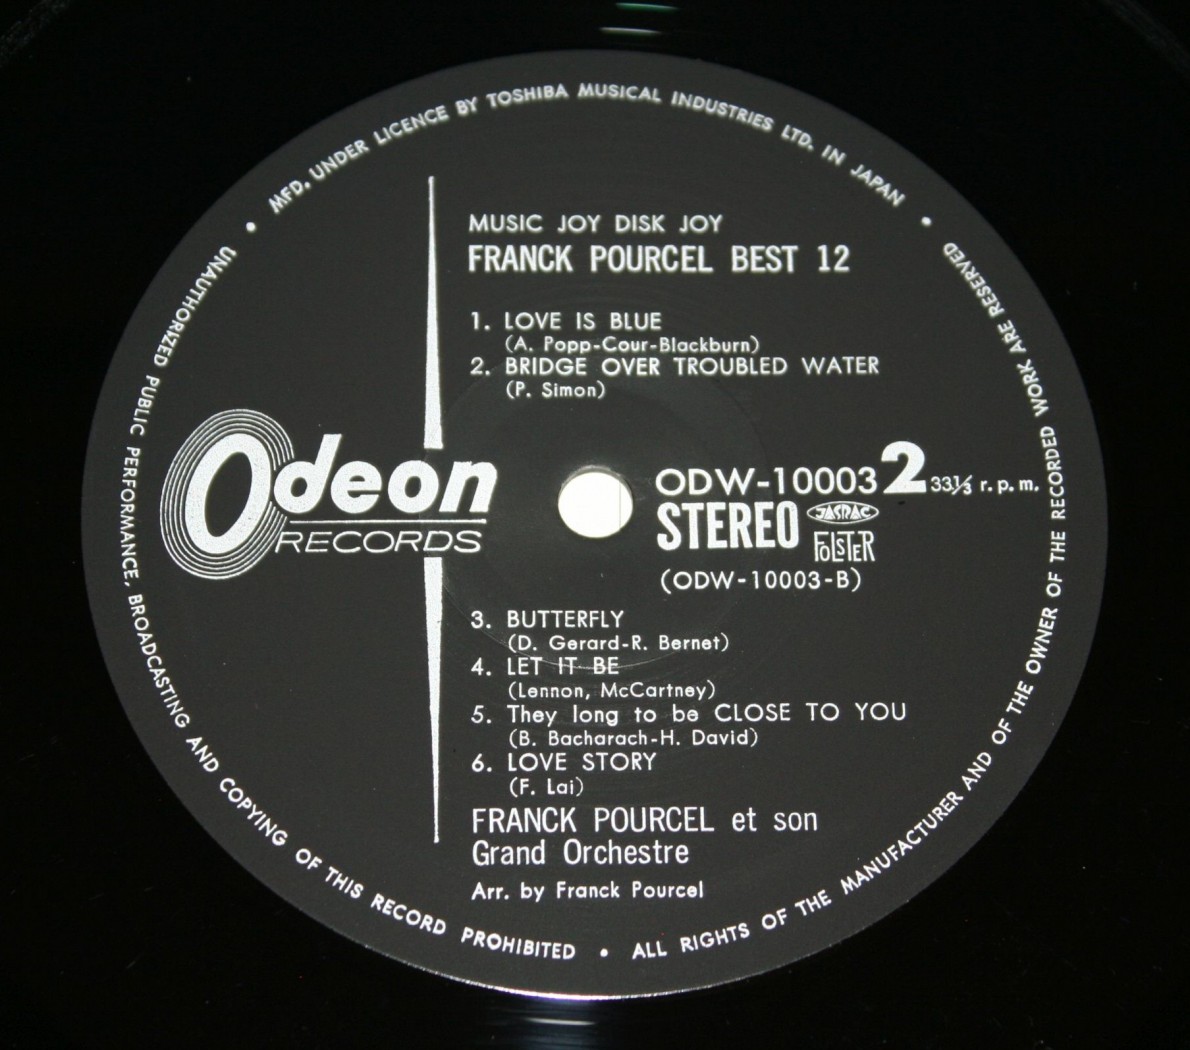 MFD. UNDER LICENCE BY TOSHIBA MUSICAL INDUSTRIES LTD. IN JAPAN •
MUSIC JOY DISK JOY
FRANCK POURCEL BEST 12
1. LOVE IS BLUE
(A. Popp-Cour-Blackburn)
2. BRIDGE OVER TROUBLED WATER
(P. Simon)
Odeon
RECORDS
ODW-10003 2 33⅓ r.p.m.
STEREO JASRAC
FOLSTER
(ODW-10003-B)
3. BUTTERFLY
(D. Gerard-R. Bernet)
4. LET IT BE
(Lennon, McCartney)
5. They long to be CLOSE TO YOU
(B. Bacharach-H. David)
6. LOVE STORY
(F. Lai)
FRANCK POURCEL et son
Grand Orchestre
Arr. by Franck Pourcel
UNAUTHORIZED PUBLIC PERFORMANCE, BROADCASTING AND COPYING OF THIS RECORD PROHIBITED •
ALL RIGHTS OF THE MANUFACTURER AND OF THE OWNER OF THE RECORDED WORK ARE RESERVED •